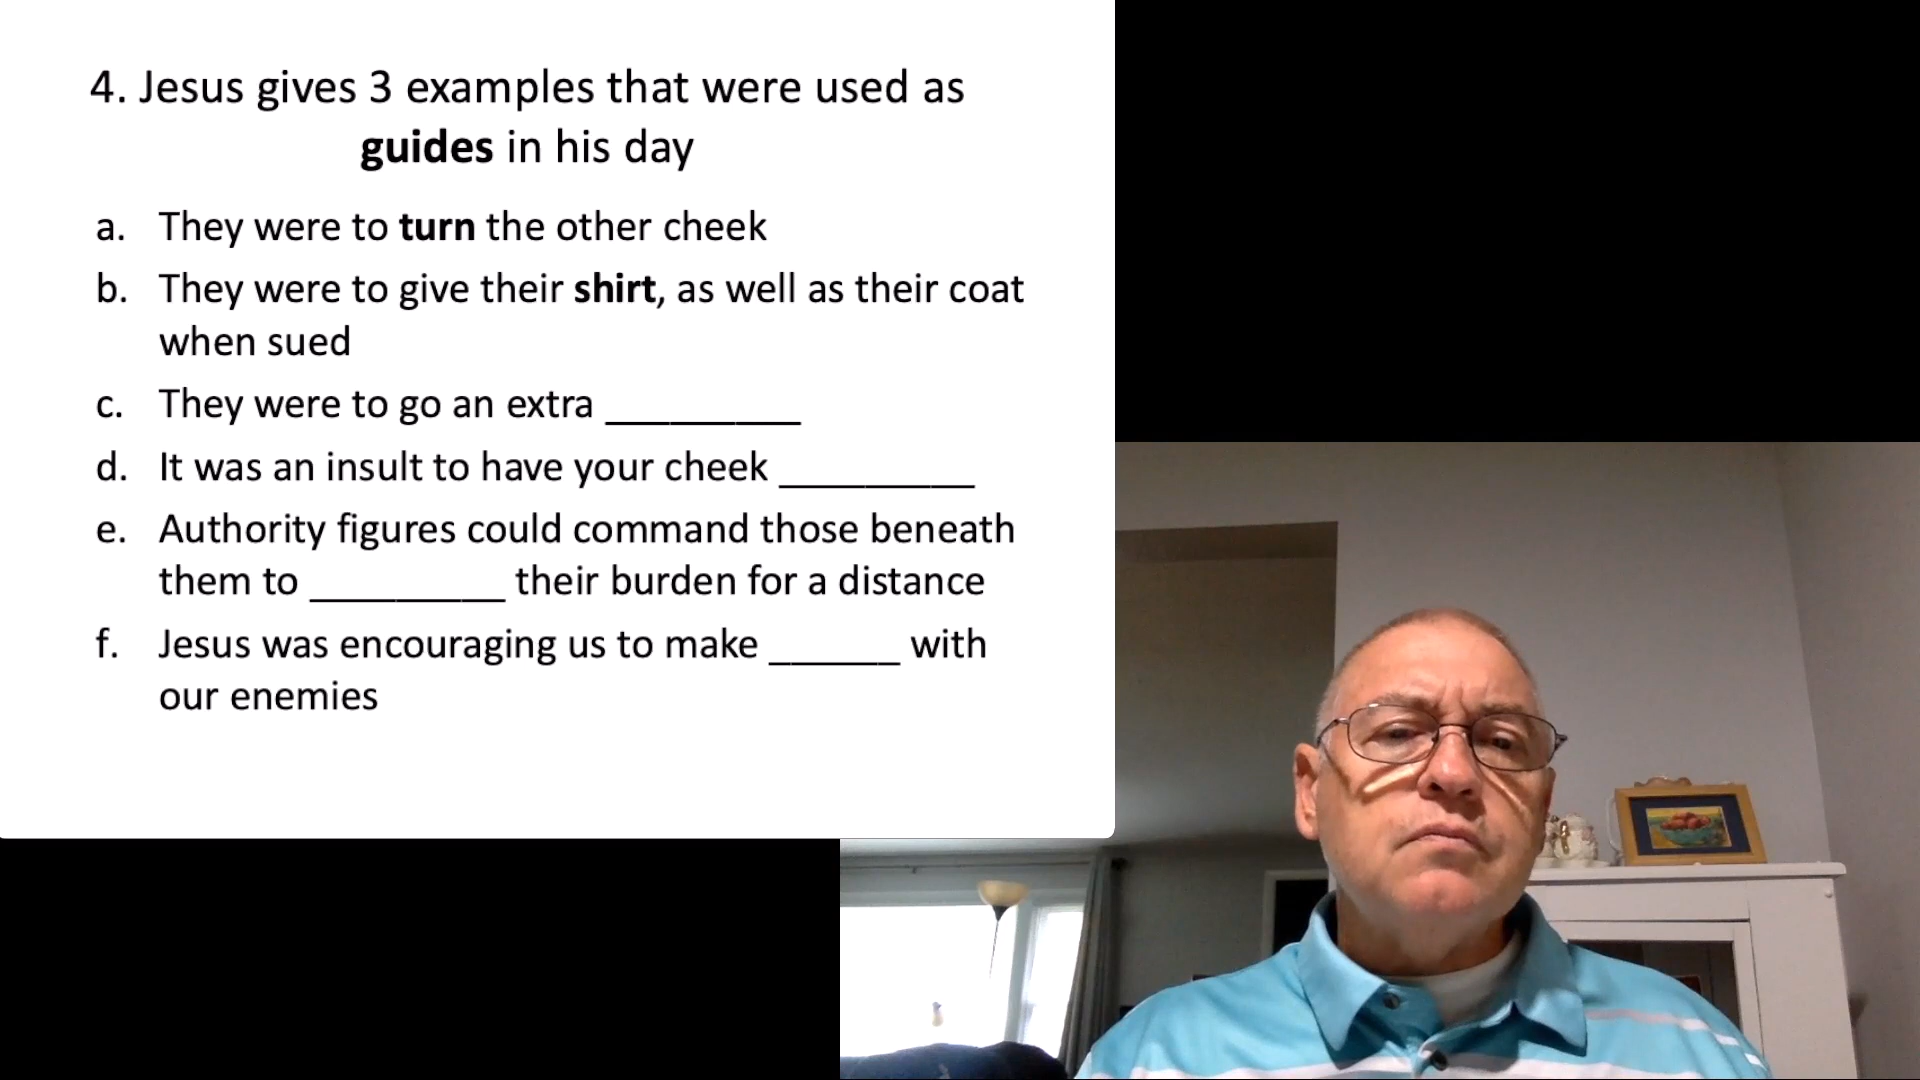 4. Jesus gives 3 examples that were used as
guides in his day
a. They were to turn the other cheek
b. They were to give their shirt, as well as their coat
when sued
c. They were to go an extra _________
d. It was an insult to have your cheek _________
e. Authority figures could command those beneath
them to _________ their burden for a distance
f. Jesus was encouraging us to make ______ with
our enemies